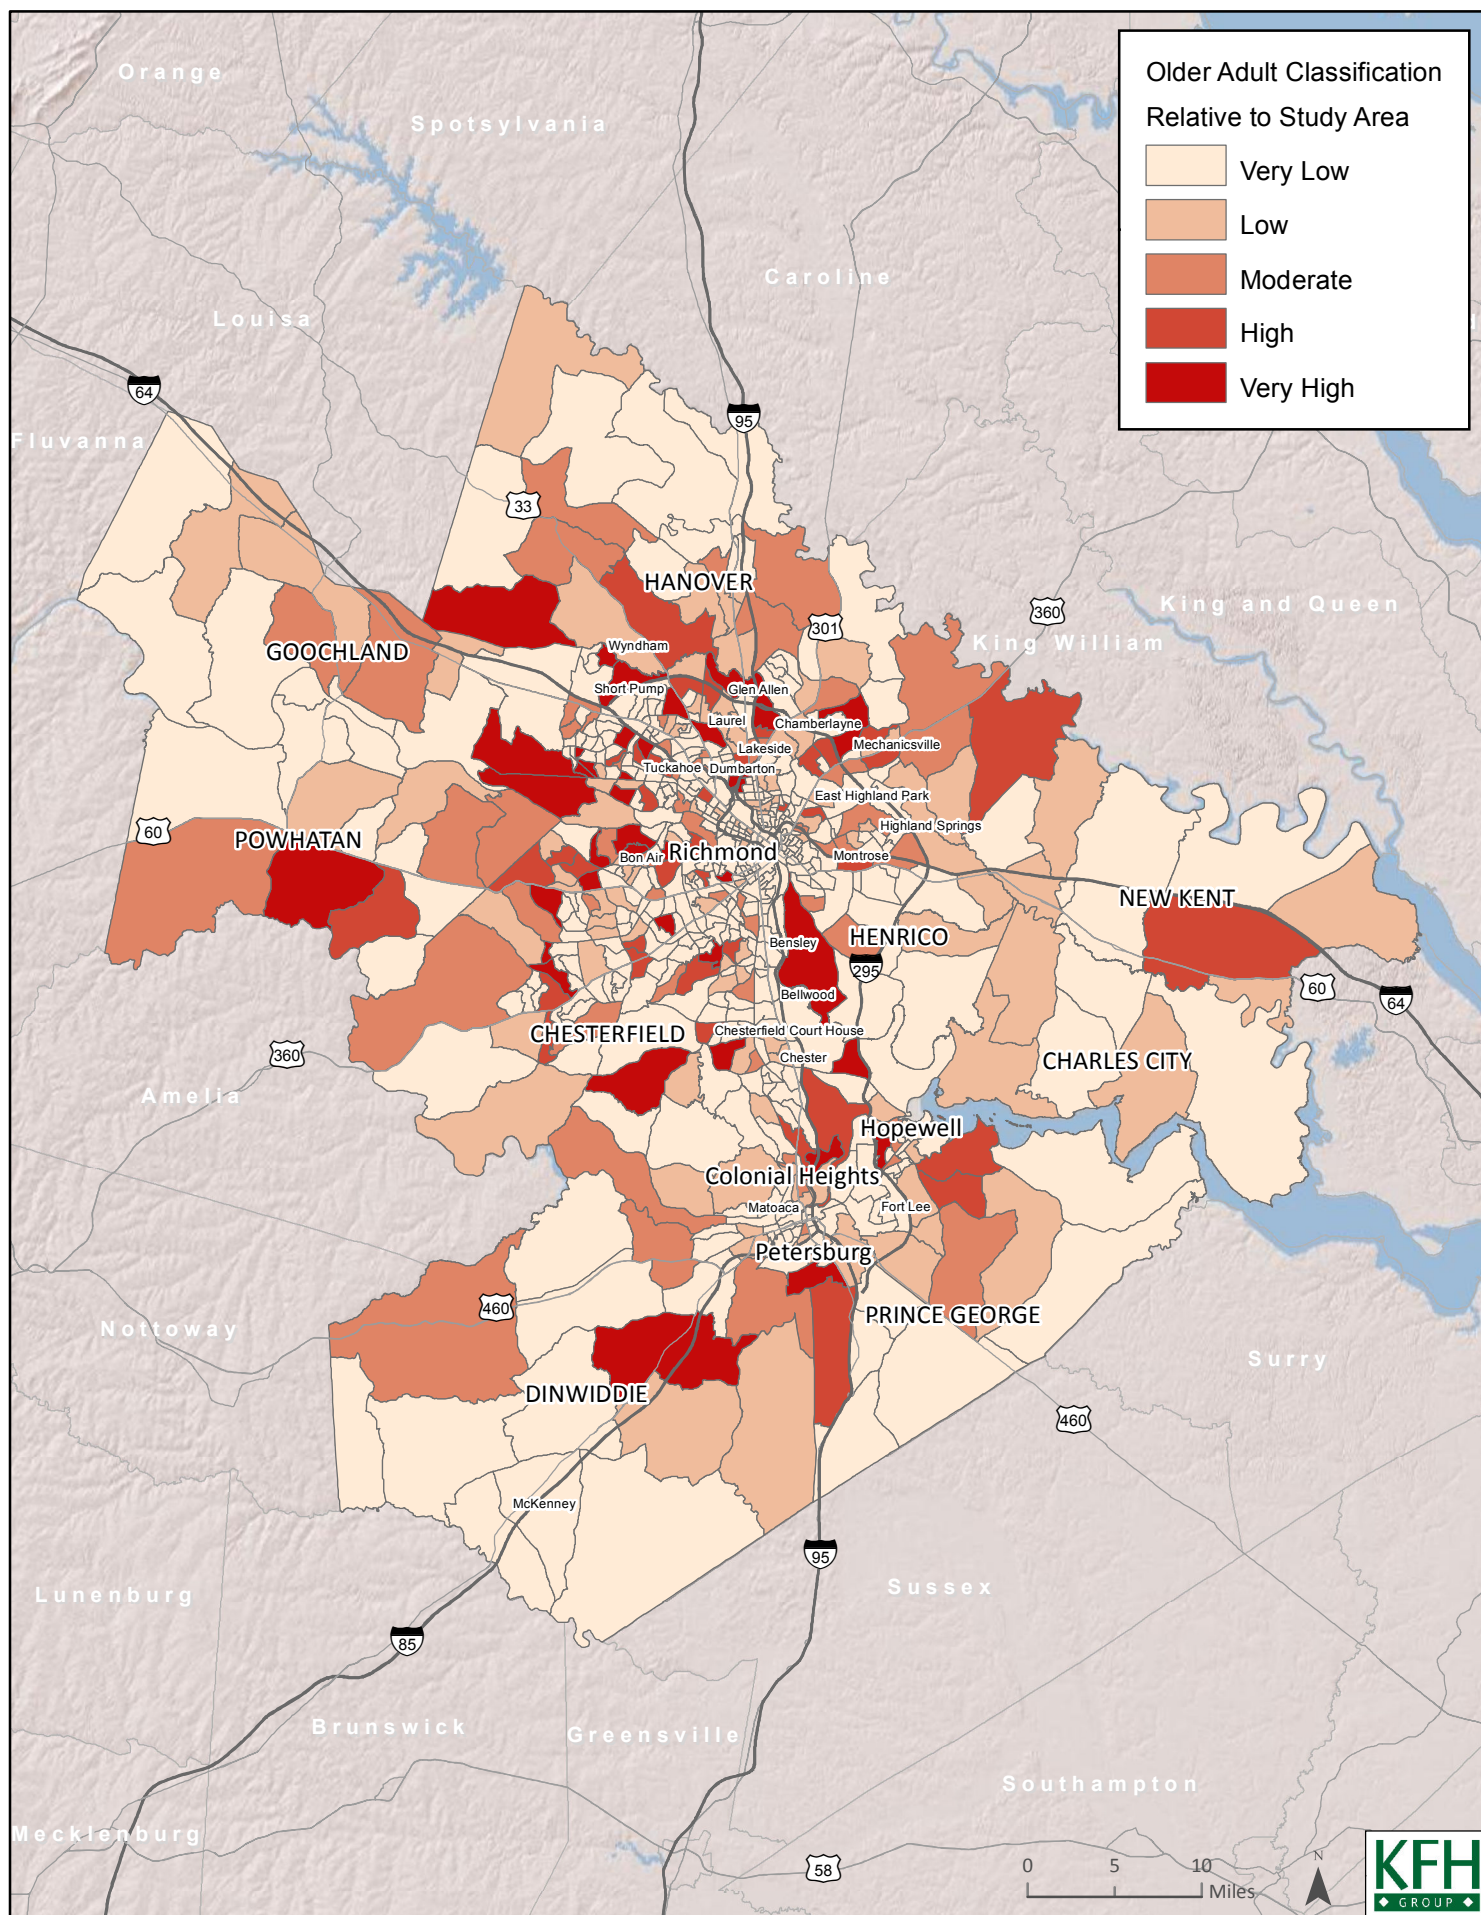 Older Adult Classification
Relative to Study Area
Very Low
Low
Moderate
High
Very High
Orange
Spotsylvania
Caroline
Louisa
Fluvanna
64
95
33
HANOVER
King and Queen
360
301
King William
GOOCHLAND
Wyndham
Short Pump
Glen Allen
Laurel
Chamberlayne
Lakeside
Mechanicsville
Tuckahoe
Dumbarton
East Highland Park
Highland Springs
60
POWHATAN
Bon Air
Richmond
Montrose
NEW KENT
Bensley
HENRICO
295
Bellwood
60
64
CHESTERFIELD
Chesterfield Court House
Chester
360
CHARLES CITY
Amelia
Hopewell
Colonial Heights
Matoaca
Fort Lee
Petersburg
460
PRINCE GEORGE
Nottoway
Surry
DINWIDDIE
460
McKenney
95
Lunenburg
Sussex
85
Brunswick
Greensville
Southampton
Mecklenburg
58
0 5 10
Miles
N
KFH
GROUP